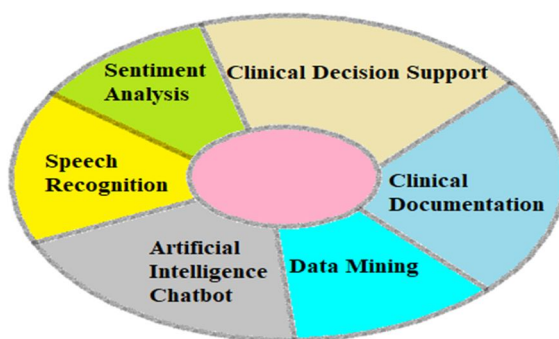 Sentiment
Analysis
Clinical Decision Support
Speech
Recognition
Clinical
Documentation
Artificial
Intelligence
Chatbot
Data Mining